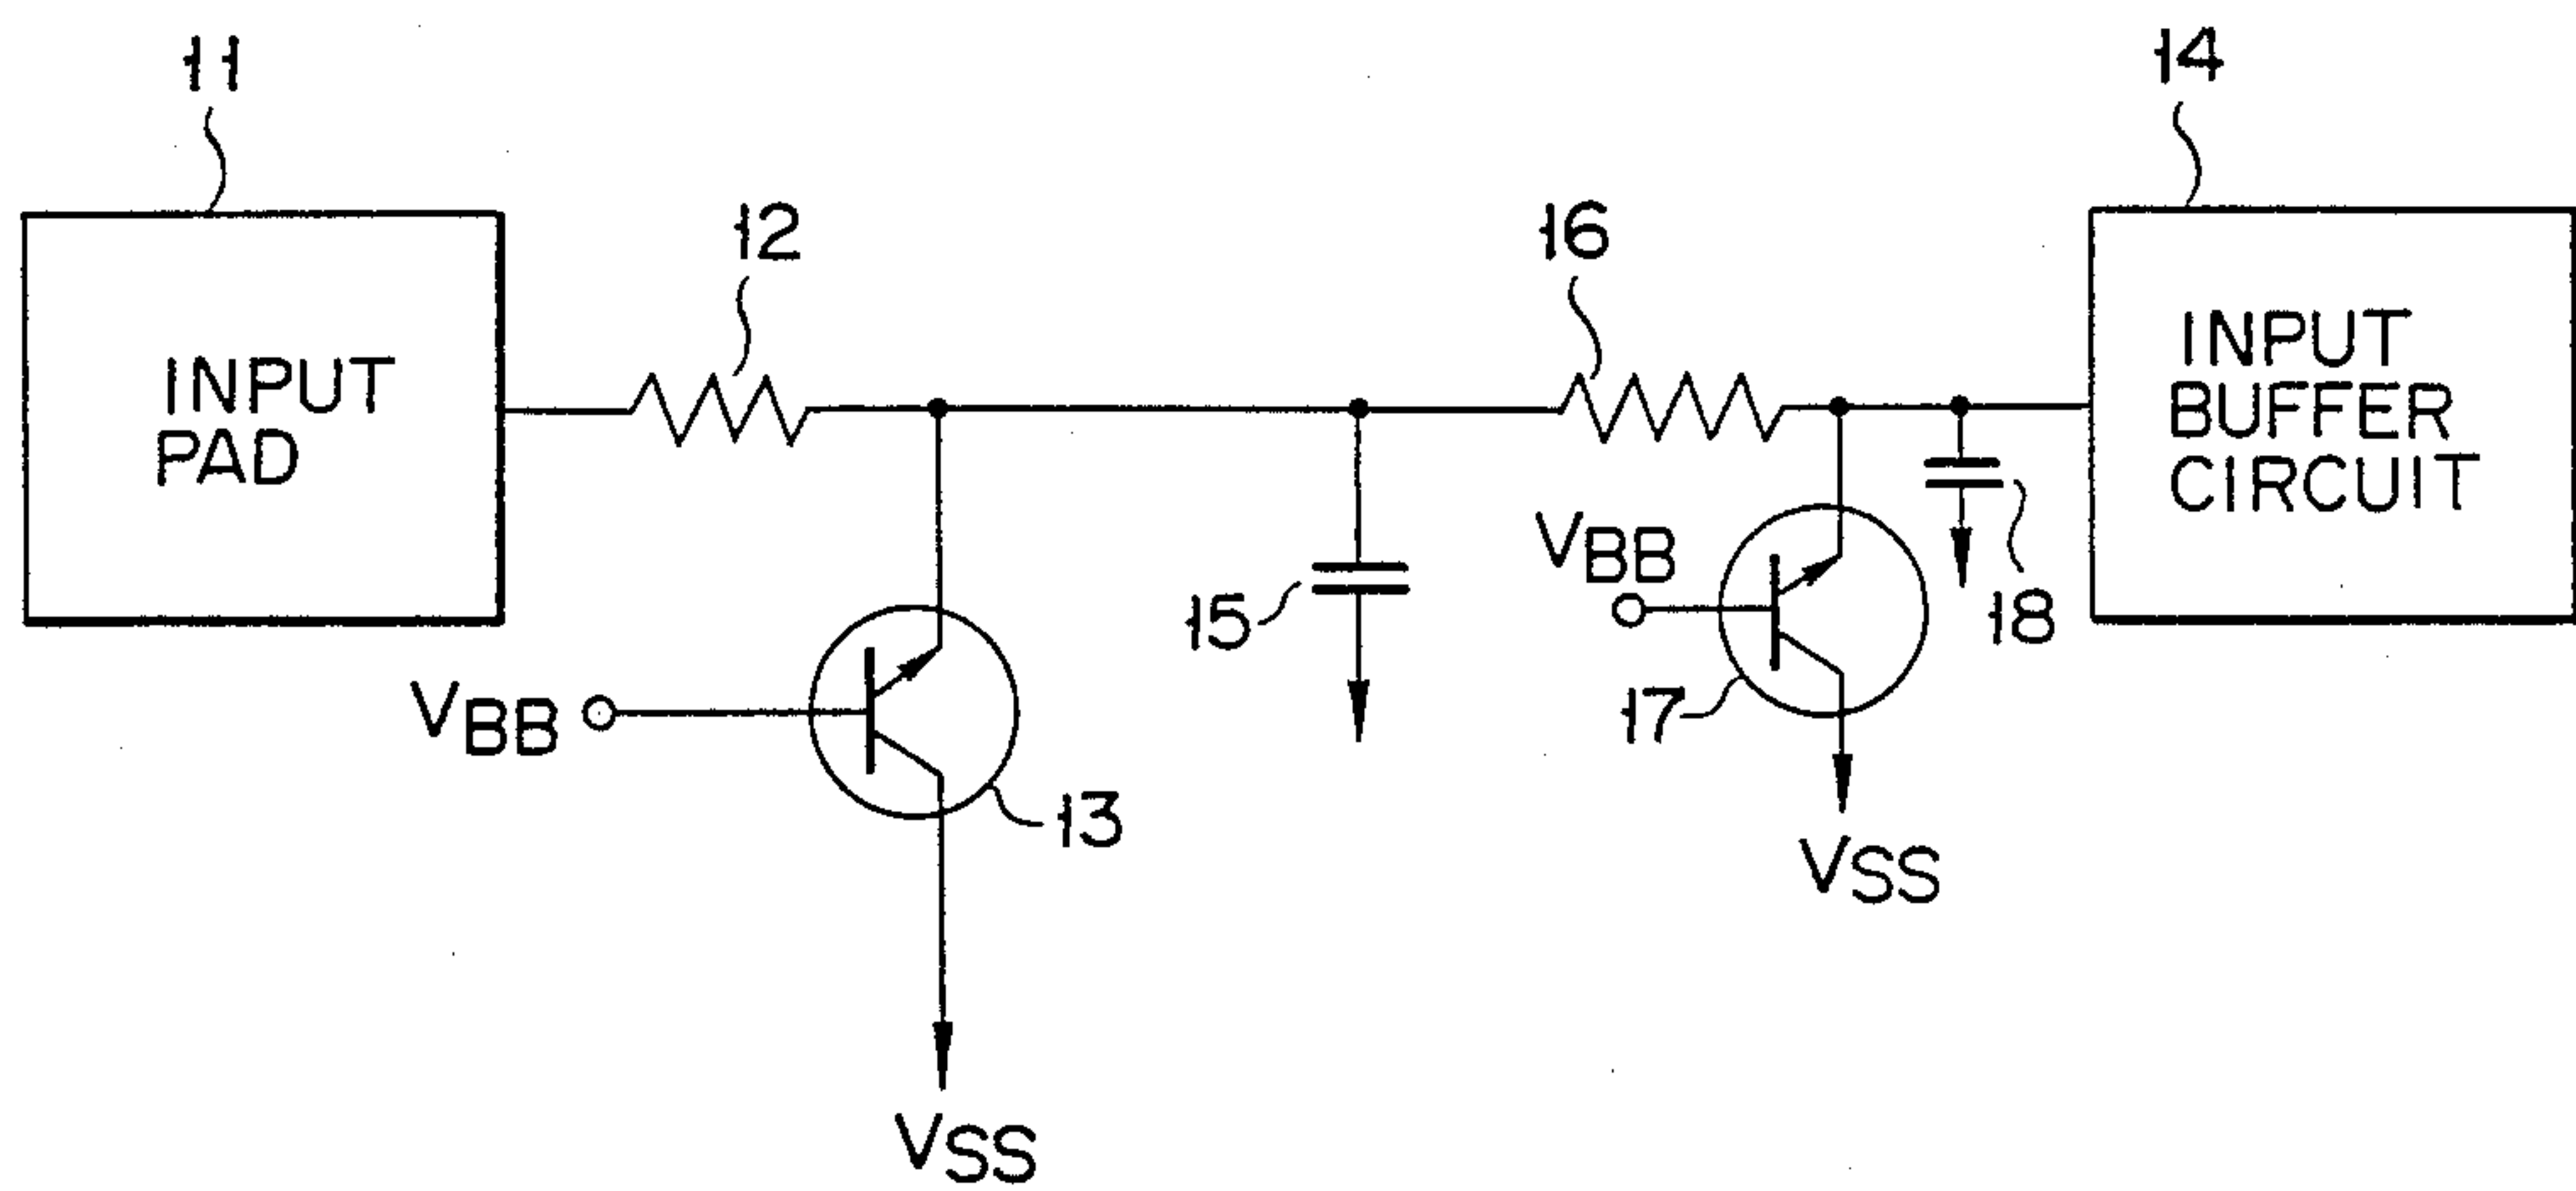 11
14
12
16
INPUT
PAD
INPUT
BUFFER
CIRCUIT
VBB
15
18
VBB
17
13
VSS
VSS